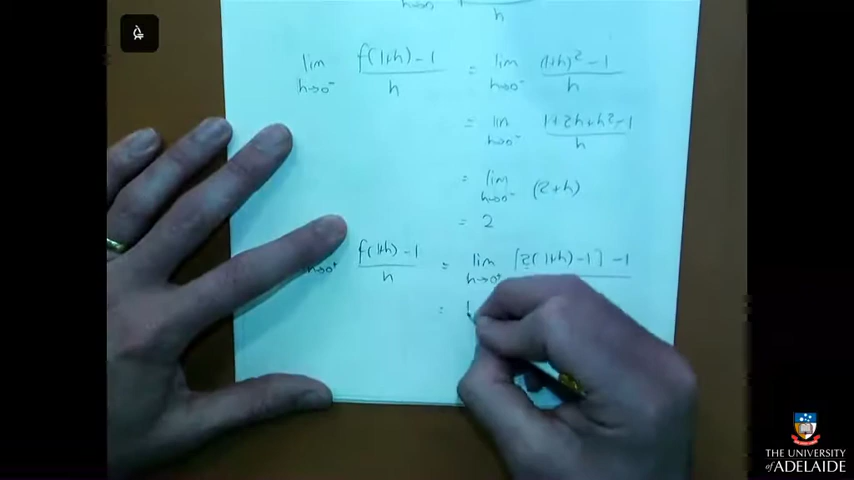 h
lim h→0⁻ f(1+h) - 1 / h = lim h→0⁻ (1+h)² - 1 / h
= lim h→0⁻ 1+2h+h²-1 / h
= lim h→0⁻ (2+h)
= 2
h→0⁺ f(1+h) - 1 / h = lim h→0⁺ [2(1+h) -1] -1
=
THE UNIVERSITY
of ADELAIDE